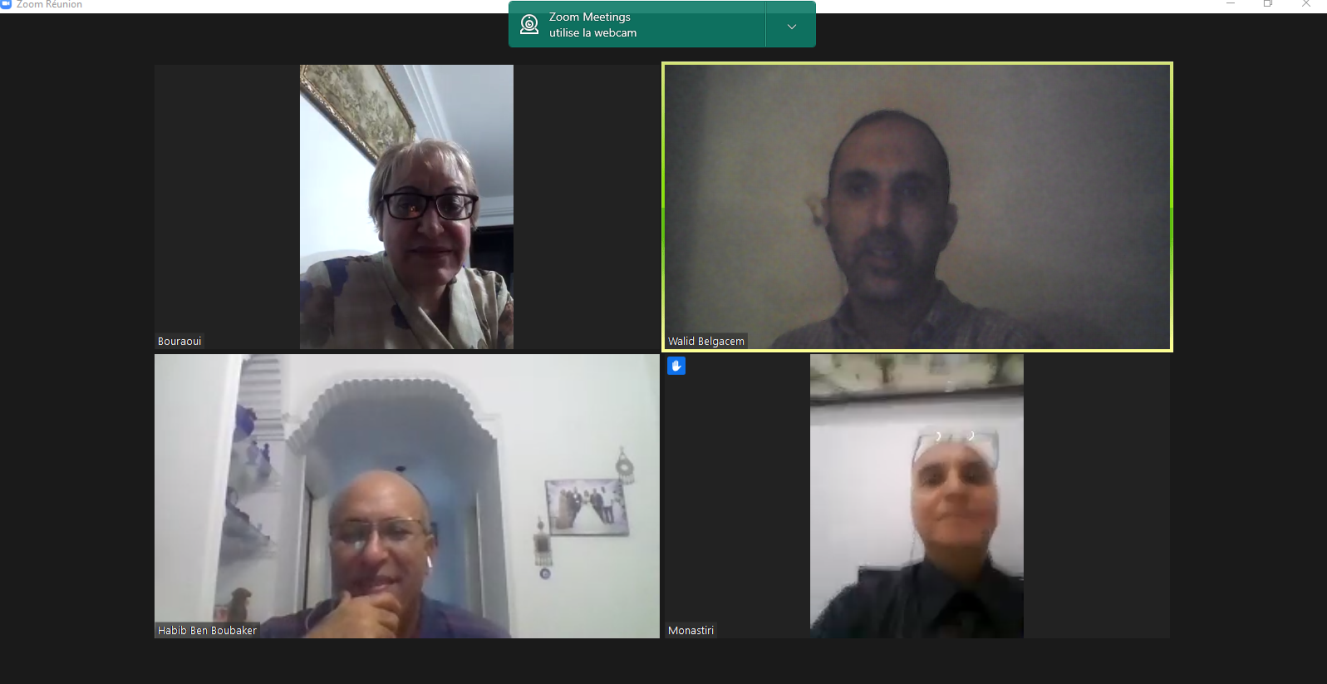 Zoom Réunion
Zoom Meetings
utilise la webcam
Bouraoui
Walid Belgacem
Habib Ben Boubaker
Monastiri